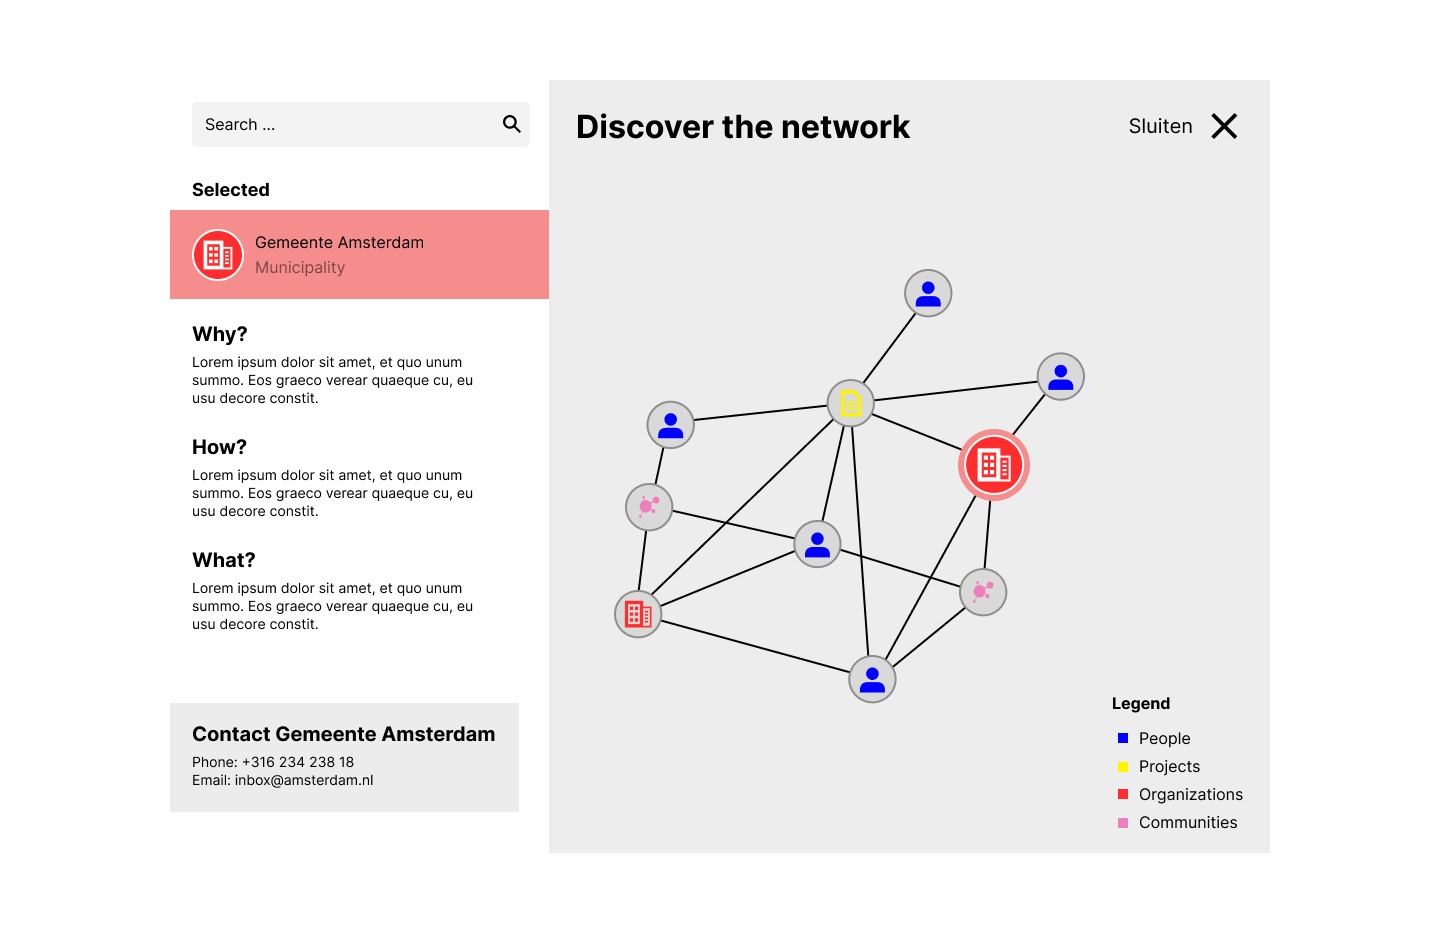 Search ...
Selected
Gemeente Amsterdam
Municipality
Why?
Lorem ipsum dolor sit amet, et quo unum
summo. Eos graeco verear quaeque cu, eu
usu decore constit.
How?
Lorem ipsum dolor sit amet, et quo unum
summo. Eos graeco verear quaeque cu, eu
usu decore constit.
What?
Lorem ipsum dolor sit amet, et quo unum
summo. Eos graeco verear quaeque cu, eu
usu decore constit.
Contact Gemeente Amsterdam
Phone: +316 234 238 18
Email: inbox@amsterdam.nl
Discover the network
Sluiten
Legend
People
Projects
Organizations
Communities